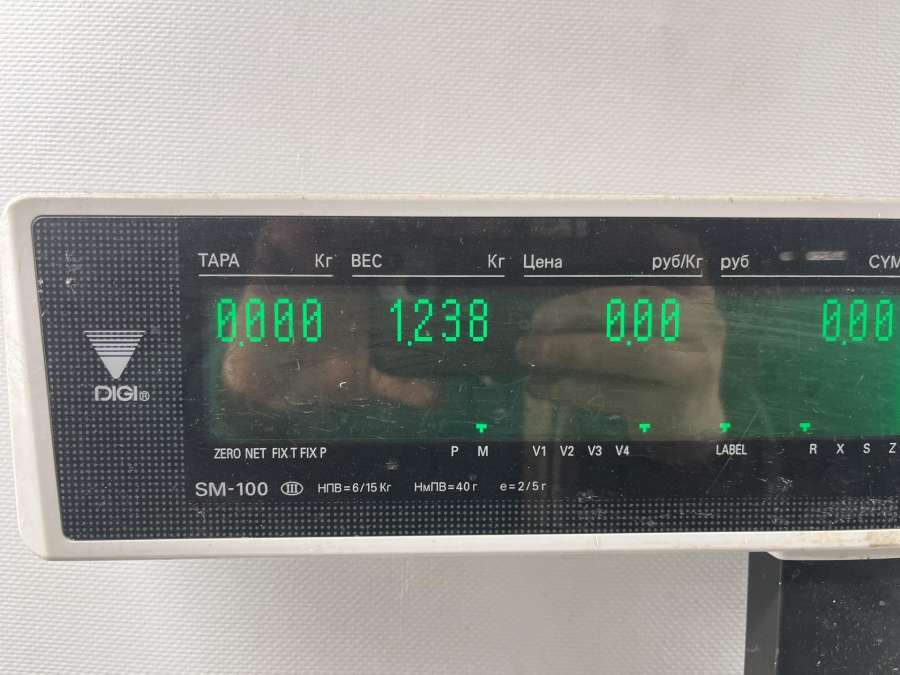 ТАРА Кг ВЕС Кг Цена руб/Кг руб СУМ
0.000 1.238 0.00 0.00
DIGI®
ZERO NET FIX T FIX P P M V1 V2 V3 V4 LABEL R X S Z
SM-100 III НПВ=6/15 Кг НмПВ=40 г e=2/5 г